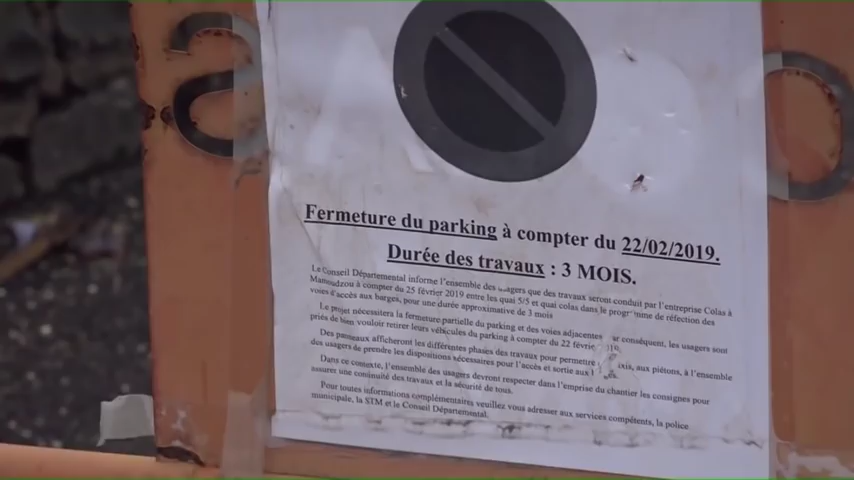 a
o
Fermeture du parking à compter du 22/02/2019.
Durée des travaux : 3 MOIS.
Le Conseil Départemental informe l'ensemble des usagers que des travaux seront conduit par l'entreprise Colas à
Mamoudzou à compter du 25 février 2019 entre les quai 5/5 et quai colas dans le programme de réfection des
voies d'accès aux barges, pour une durée approximative de 3 mois
Le projet nécessitera la fermeture partielle du parking et des voies adjacentes conséquent, les usagers sont
priés de bien vouloir retirer leurs véhicules du parking à compter du 22
Des panneaux afficheront les différentes phases des travaux pour permettre aux piétons, à l'ensemble
des usagers de prendre les dispositions nécessaires pour l'accès et sortie aux
Dans ce contexte, l'ensemble des usagers devront respecter dans l'emprise du chantier les consignes pour
assurer une continuité des travaux et la sécurité de tous.
Pour toutes informations complémentaires veuillez vous adresser aux services compétents, la police
municipale, la STM et le Conseil Départemental.